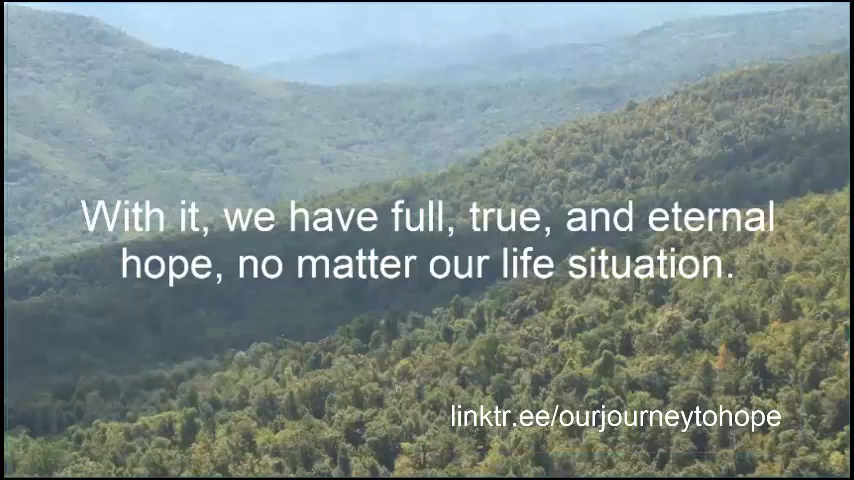 With it, we have full, true, and eternal
hope, no matter our life situation.
linktr.ee/ourjourneytohope